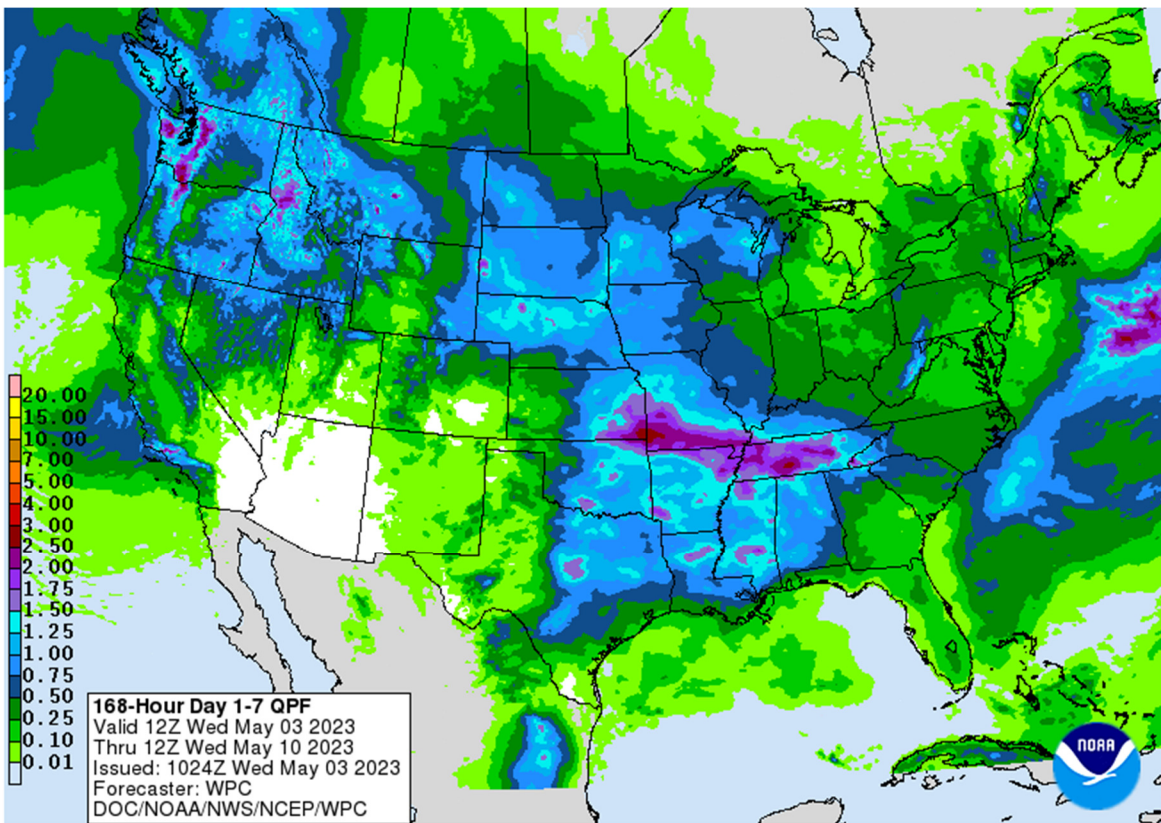 20.00
15.00
10.00
7.00
5.00
4.00
3.00
2.50
2.00
1.75
1.50
1.25
1.00
0.75
0.50
0.25
0.10
0.01
168-Hour Day 1-7 QPF
Valid 12Z Wed May 03 2023
Thru 12Z Wed May 10 2023
Issued: 1024Z Wed May 03 2023
Forecaster: WPC
DOC/NOAA/NWS/NCEP/WPC
NOAA